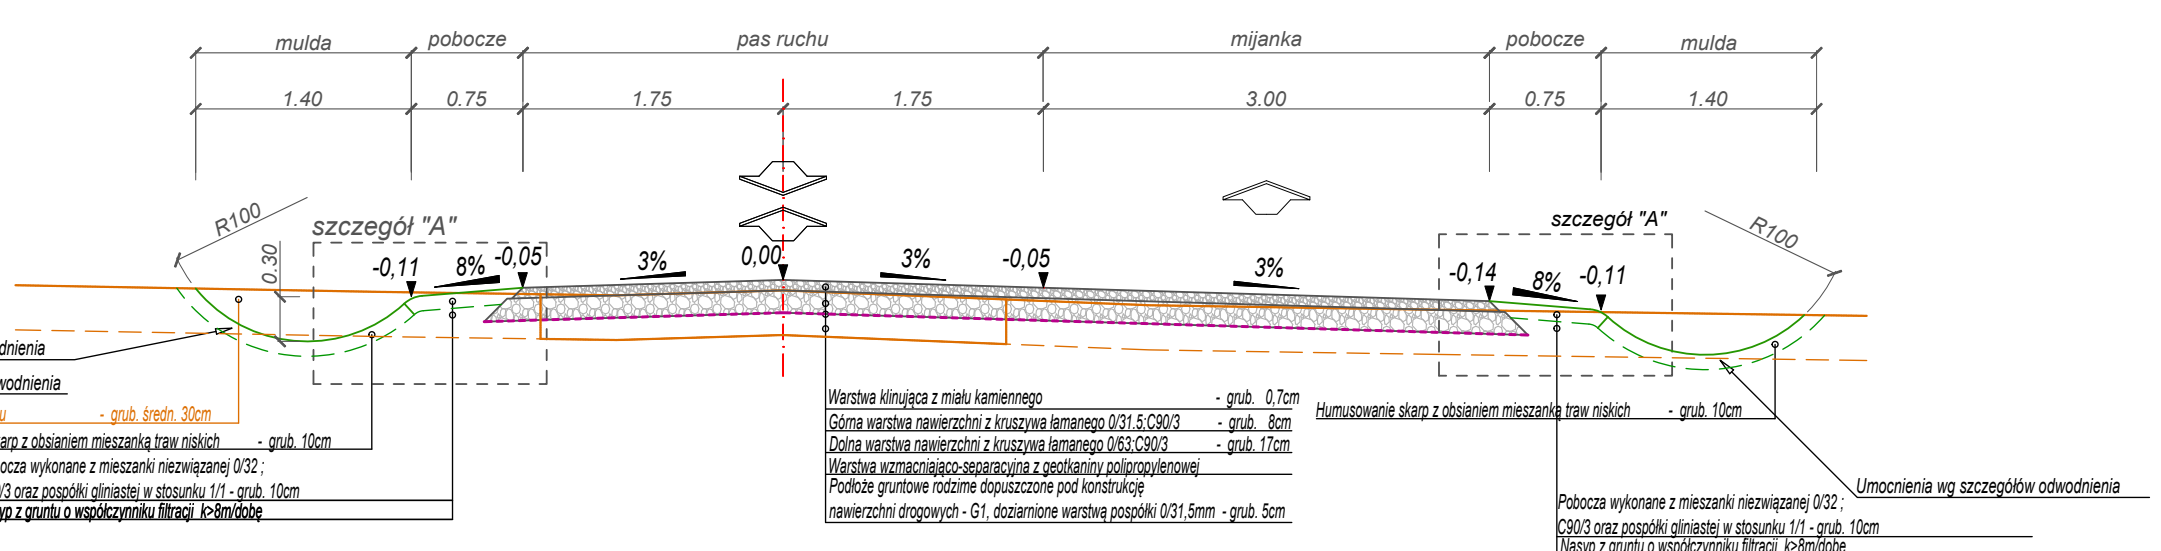 mulda pobocze pas ruchu mijanka pobocze mulda
1.40 0.75 1.75 1.75 3.00 0.75 1.40
R100
szczegół "A"
szczegół "A"
R100
0.30
-0,11 8% -0,05 3% 0,00 3% -0,05 3% -0,14 8% -0,11
dnienia
wodnienia
u - grub. średn. 30cm
arp z obsianiem mieszanką traw niskich - grub. 10cm
ocza wykonane z mieszanki niezwiązanej 0/32 ;
0/3 oraz pospółki gliniastej w stosunku 1/1 - grub. 10cm
yp z gruntu o współczynniku filtracji k>8m/dobę
Warstwa klinująca z miału kamiennego - grub. 0,7cm
Górna warstwa nawierzchni z kruszywa łamanego 0/31.5;C90/3 - grub. 8cm
Dolna warstwa nawierzchni z kruszywa łamanego 0/63;C90/3 - grub. 17cm
Warstwa wzmacniająco-separacyjna z geotkaniny polipropylenowej
Podłoże gruntowe rodzime dopuszczone pod konstrukcję
nawierzchni drogowych - G1, doziarnione warstwą pospółki 0/31,5mm - grub. 5cm
Humusowanie skarp z obsianiem mieszanką traw niskich - grub. 10cm
Umocnienia wg szczegółów odwodnienia
Pobocza wykonane z mieszanki niezwiązanej 0/32 ;
C90/3 oraz pospółki gliniastej w stosunku 1/1 - grub. 10cm
Nasyp z gruntu o współczynniku filtracji k>8m/dobę